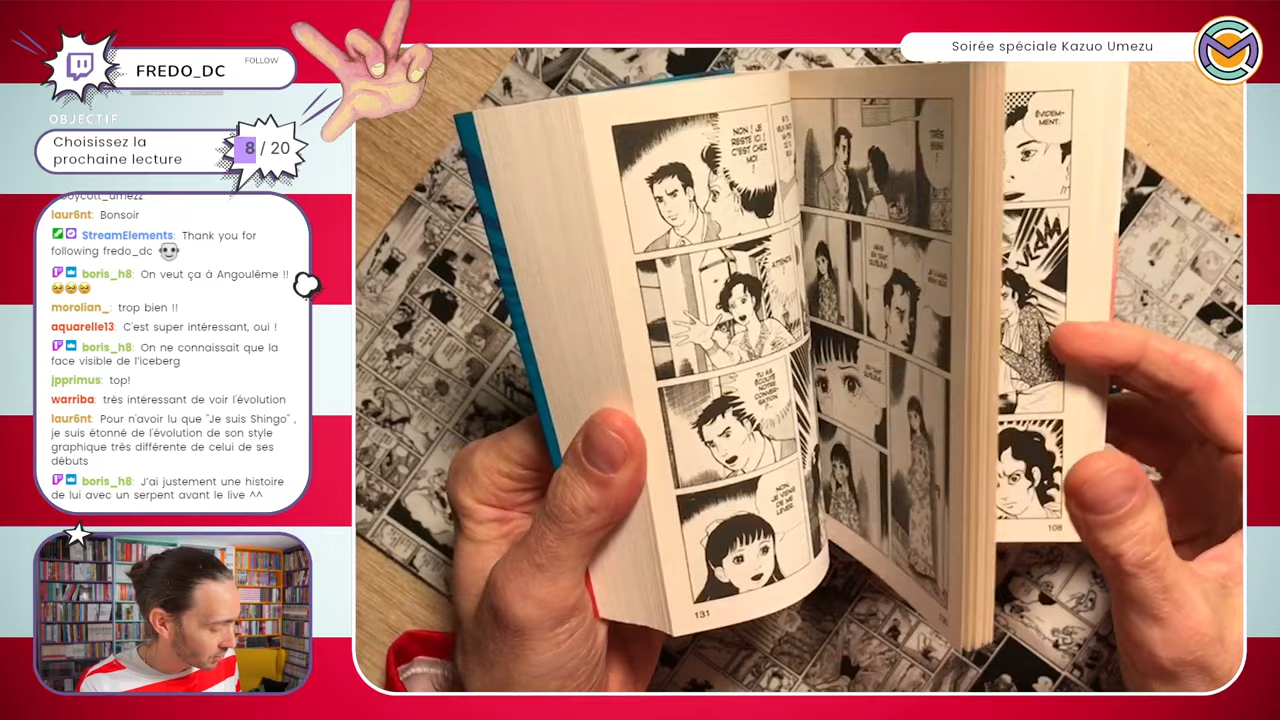 FREDO_DC
FOLLOW
OBJECTIF
Choisissez la
prochaine lecture
8 / 20
boycott_umezz
laur6nt: Bonsoir
StreamElements: Thank you for
following fredo_dc
boris_h8: On veut ça à Angoulême !!
morolian_: trop bien !!
aquarelle13: C'est super intéressant, oui !
boris_h8: On ne connaissait que la
face visible de l'iceberg
jpprimus: top!
warriba: très intéressant de voir l'évolution
laur6nt: Pour n'avoir lu que "Je suis Shingo" ,
je suis étonné de l'évolution de son style
graphique très différente de celui de ses
débuts
boris_h8: J'ai justement une histoire
de lui avec un serpent avant le live ^^
Soirée spéciale Kazuo Umezu
NON ! JE
RESTE ICI !
C'EST CHEZ
MOI
!
ATTENDS
TU AS
ÉCOUTÉ
NOTRE
CONVER-
SATION
?...
NON,
JE VIENS
DE ME
LEVER.
131
TRÈS
BIEN
!
ÉVIDEM-
MENT.
VLAM
108